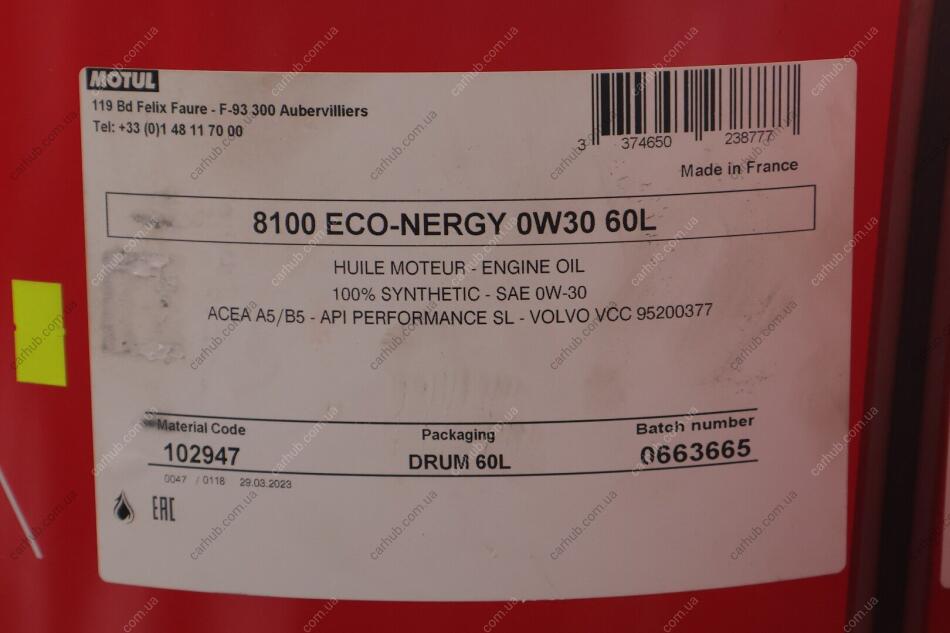 MOTUL
119 Bd Felix Faure - F-93 300 Aubervilliers
Tel: +33 (0)1 48 11 70 00
3 374650 238777
Made in France
8100 ECO-NERGY 0W30 60L
HUILE MOTEUR - ENGINE OIL
100% SYNTHETIC - SAE 0W-30
ACEA A5/B5 - API PERFORMANCE SL - VOLVO VCC 95200377
Material Code Packaging Batch number
102947 DRUM 60L 0663665
0047 / 0118 29.03.2023
EAC
carhub.com.ua